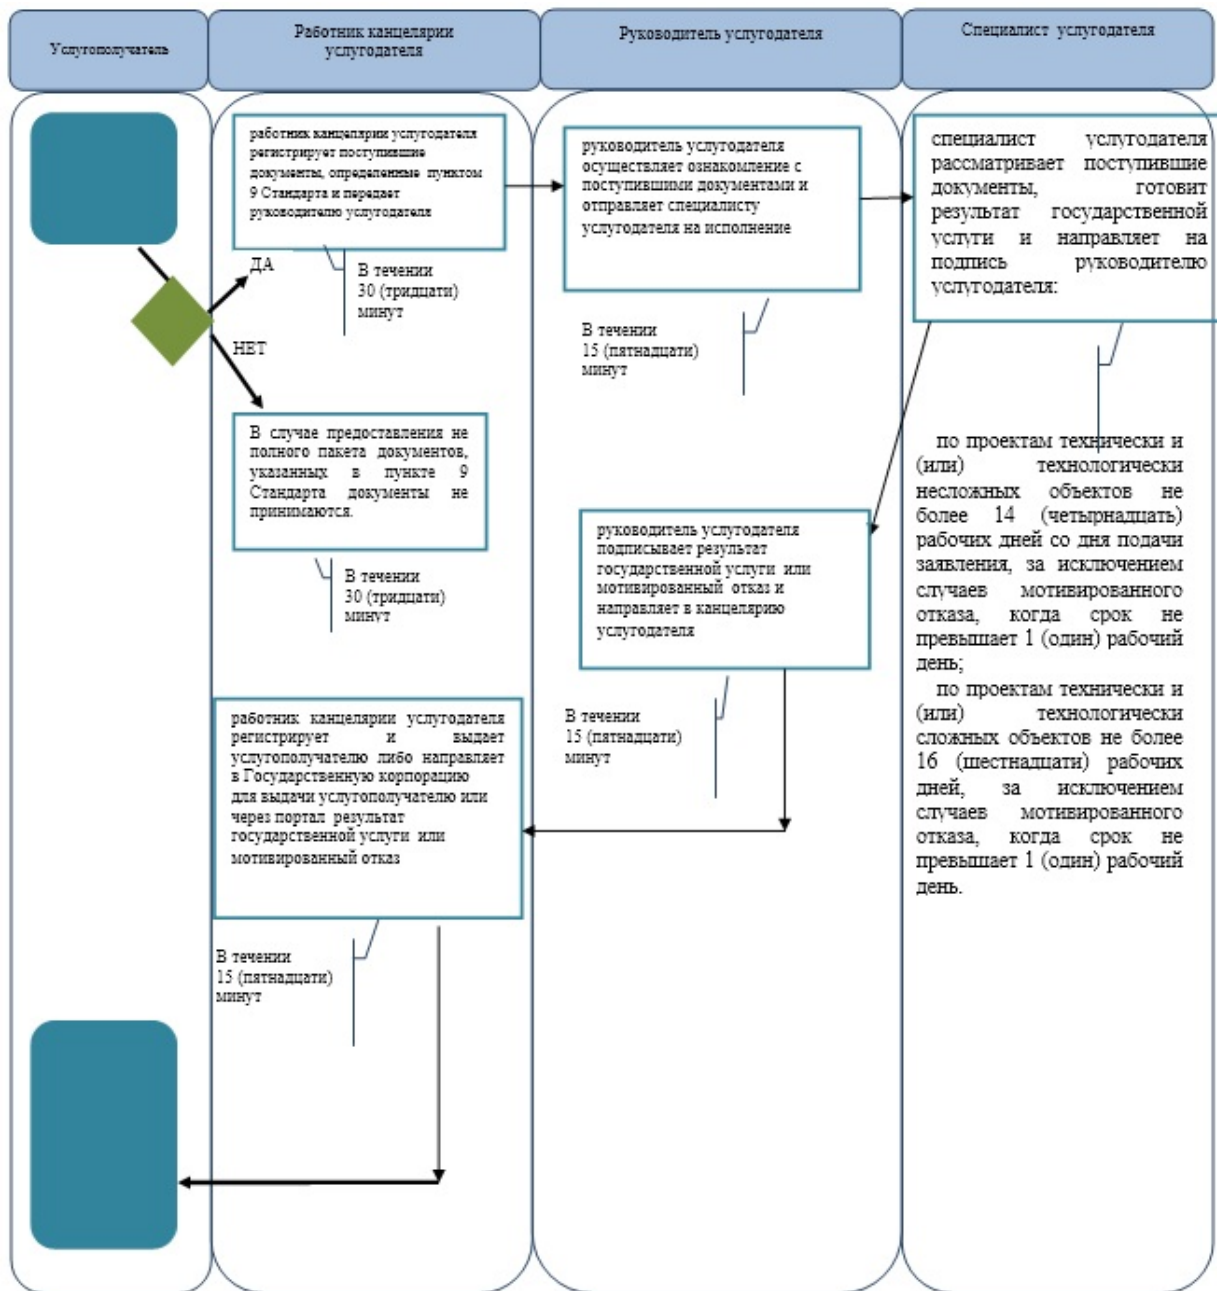 Услугополучатель
Работник канцелярии
услугодателя
Руководитель услугодателя
Специалист услугодателя
работник канцелярии услугодателя
регистрирует поступившие
документы, определенные пунктом
9 Стандарта и передает
руководителю услугодателя
ДА
В течении
30 (тридцати)
минут
НЕТ
В случае предоставления не
полного пакета документов,
указанных в пункте 9
Стандарта документы не
принимаются.
В течении
30 (тридцати)
минут
работник канцелярии услугодателя
регистрирует и выдает
услугополучателю либо направляет
в Государственную корпорацию
для выдачи услугополучателю или
через портал результат
государственной услуги или
мотивированный отказ
В течении
15 (пятнадцати)
минут
руководитель услугодателя
осуществляет ознакомление с
поступившими документами и
отправляет специалисту
услугодателя на исполнение
В течении
15 (пятнадцати)
минут
руководитель услугодателя
подписывает результат
государственной услуги или
мотивированный отказ и
направляет в канцелярию
услугодателя
В течении
15 (пятнадцати)
минут
специалист услугодателя
рассматривает поступившие
документы, готовит
результат государственной
услуги и направляет на
подпись руководителю
услугодателя:
по проектам технически и
(или) технологически
несложных объектов не
более 14 (четырнадцать)
рабочих дней со дня подачи
заявления, за исключением
случаев мотивированного
отказа, когда срок не
превышает 1 (один) рабочий
день;
по проектам технически и
(или) технологически
сложных объектов не более
16 (шестнадцати) рабочих
дней, за исключением
случаев мотивированного
отказа, когда срок не
превышает 1 (один) рабочий
день.